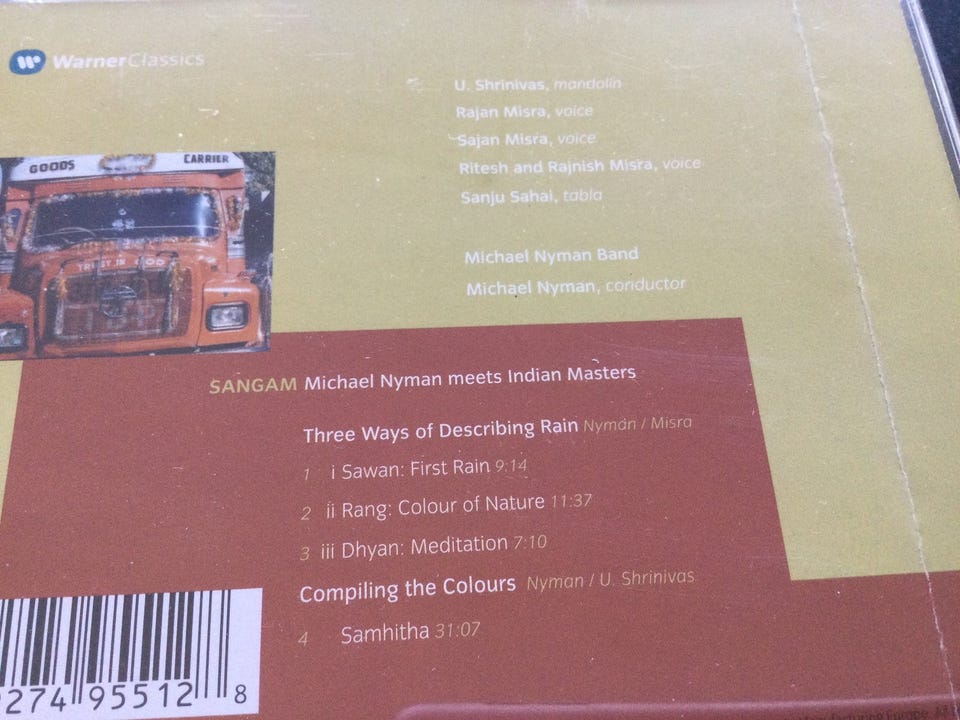 WarnerClassics
U. Shrinivas, mandolin
Rajan Misra, voice
Sajan Misra, voice
Ritesh and Rajnish Misra, voice
Sanju Sahai, tabla
Michael Nyman Band
Michael Nyman, conductor
GOODS CARRIER
TRUST IN GOD
SANGAM Michael Nyman meets Indian Masters
Three Ways of Describing Rain Nyman / Misra
1 i Sawan: First Rain 9:14
2 ii Rang: Colour of Nature 11:37
3 iii Dhyan: Meditation 7:10
Compiling the Colours Nyman / U. Shrinivas
4 Samhitha 31:07
274 95512 8